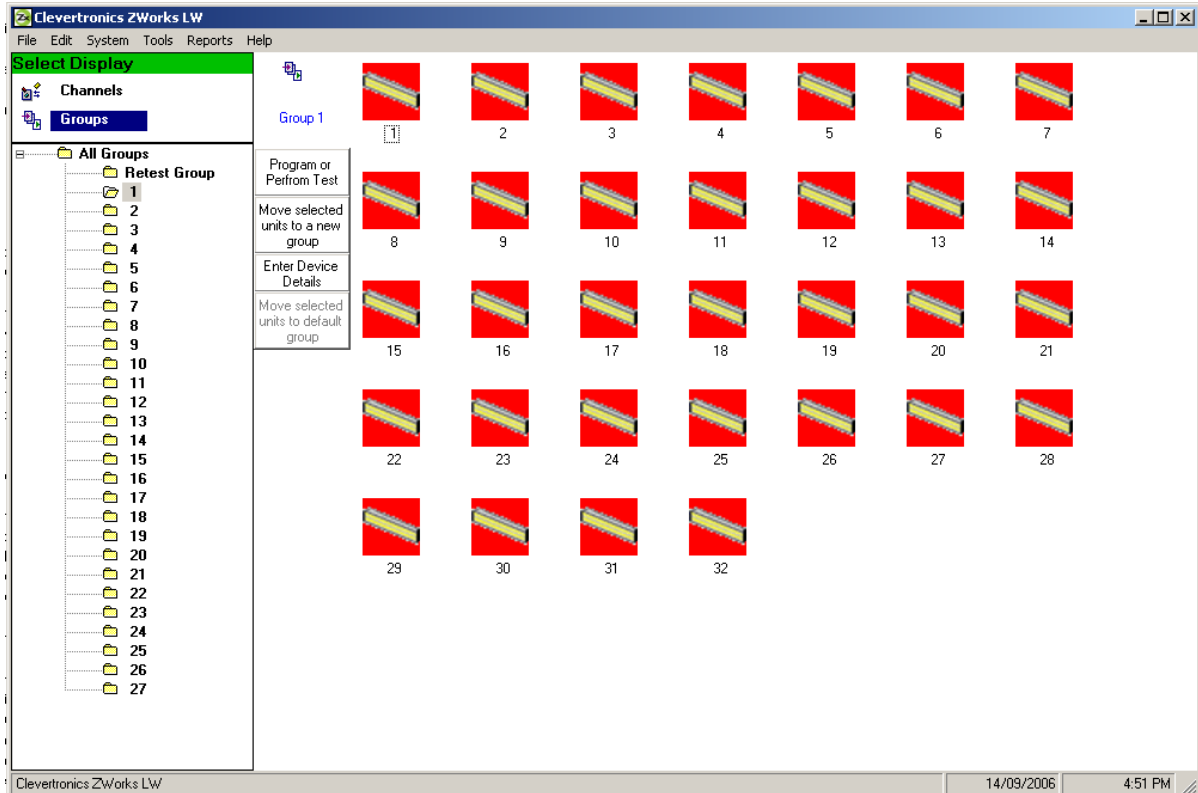 Clevertronics ZWorks LW
File Edit System Tools Reports Help
Select Display
Channels
Groups
All Groups
Retest Group
1
2
3
4
5
6
7
8
9
10
11
12
13
14
15
16
17
18
19
20
21
22
23
24
25
26
27
Group 1
Program or
Perfrom Test
Move selected
units to a new
group
Enter Device
Details
Move selected
units to default
group
1 2 3 4 5 6 7
8 9 10 11 12 13 14
15 16 17 18 19 20 21
22 23 24 25 26 27 28
29 30 31 32
Clevertronics ZWorks LW 14/09/2006 4:51 PM